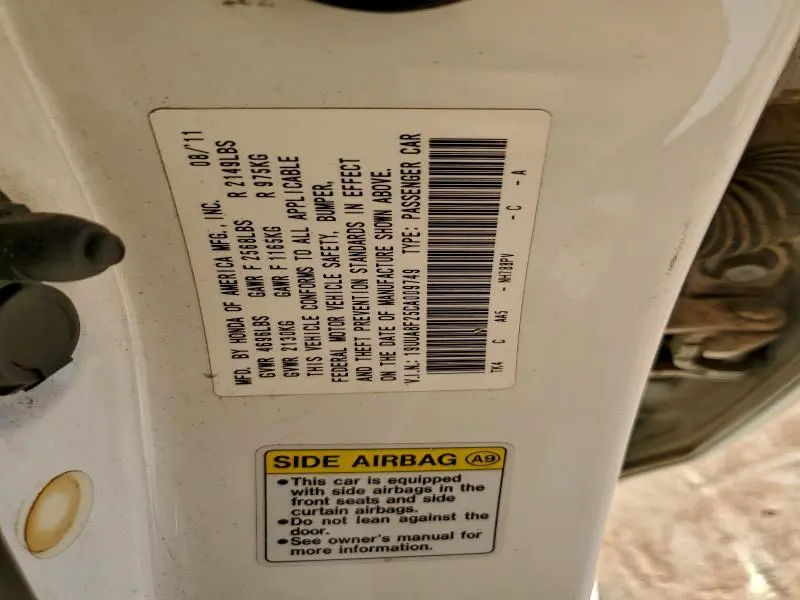 MFD. BY HONDA OF AMERICA MFG., INC. 08/'11
GVWR 4696LBS GAWR F 2568LBS R 2149LBS
GVWR 2130KG GAWR F 1165KG R 975KG
THIS VEHICLE CONFORMS TO ALL APPLICABLE
FEDERAL MOTOR VEHICLE SAFETY, BUMPER,
AND THEFT PREVENTION STANDARDS IN EFFECT
ON THE DATE OF MANUFACTURE SHOWN ABOVE.
V.I.N.: 19UUA8F25CA009749 TYPE: PASSENGER CAR
TK4 C AA5 - NH788PV - C - A
SIDE AIRBAG A9
•This car is equipped
with side airbags in the
front seats and side
curtain airbags.
•Do not lean against the
door.
•See owner's manual for
more information.